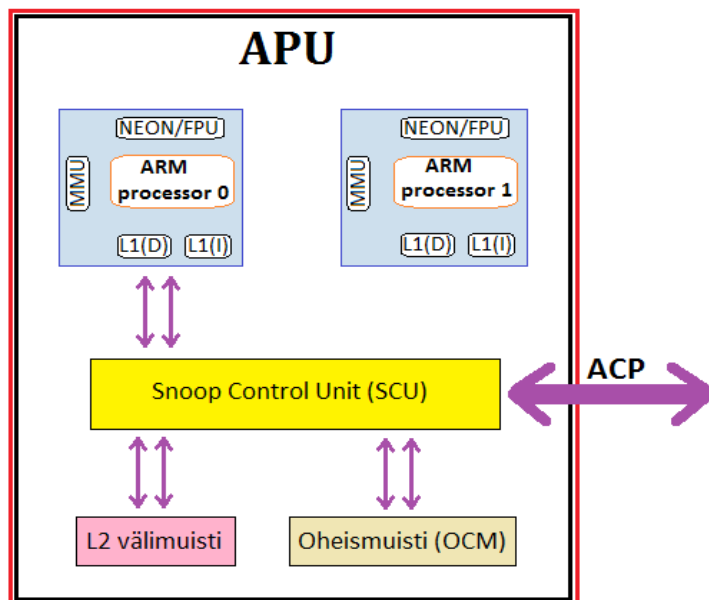 APU
NEON/FPU
MMU
ARM
processor 0
L1(D) L1(I)
NEON/FPU
MMU
ARM
processor 1
L1(D) L1(I)
Snoop Control Unit (SCU)
ACP
L2 välimuisti
Oheismuisti (OCM)